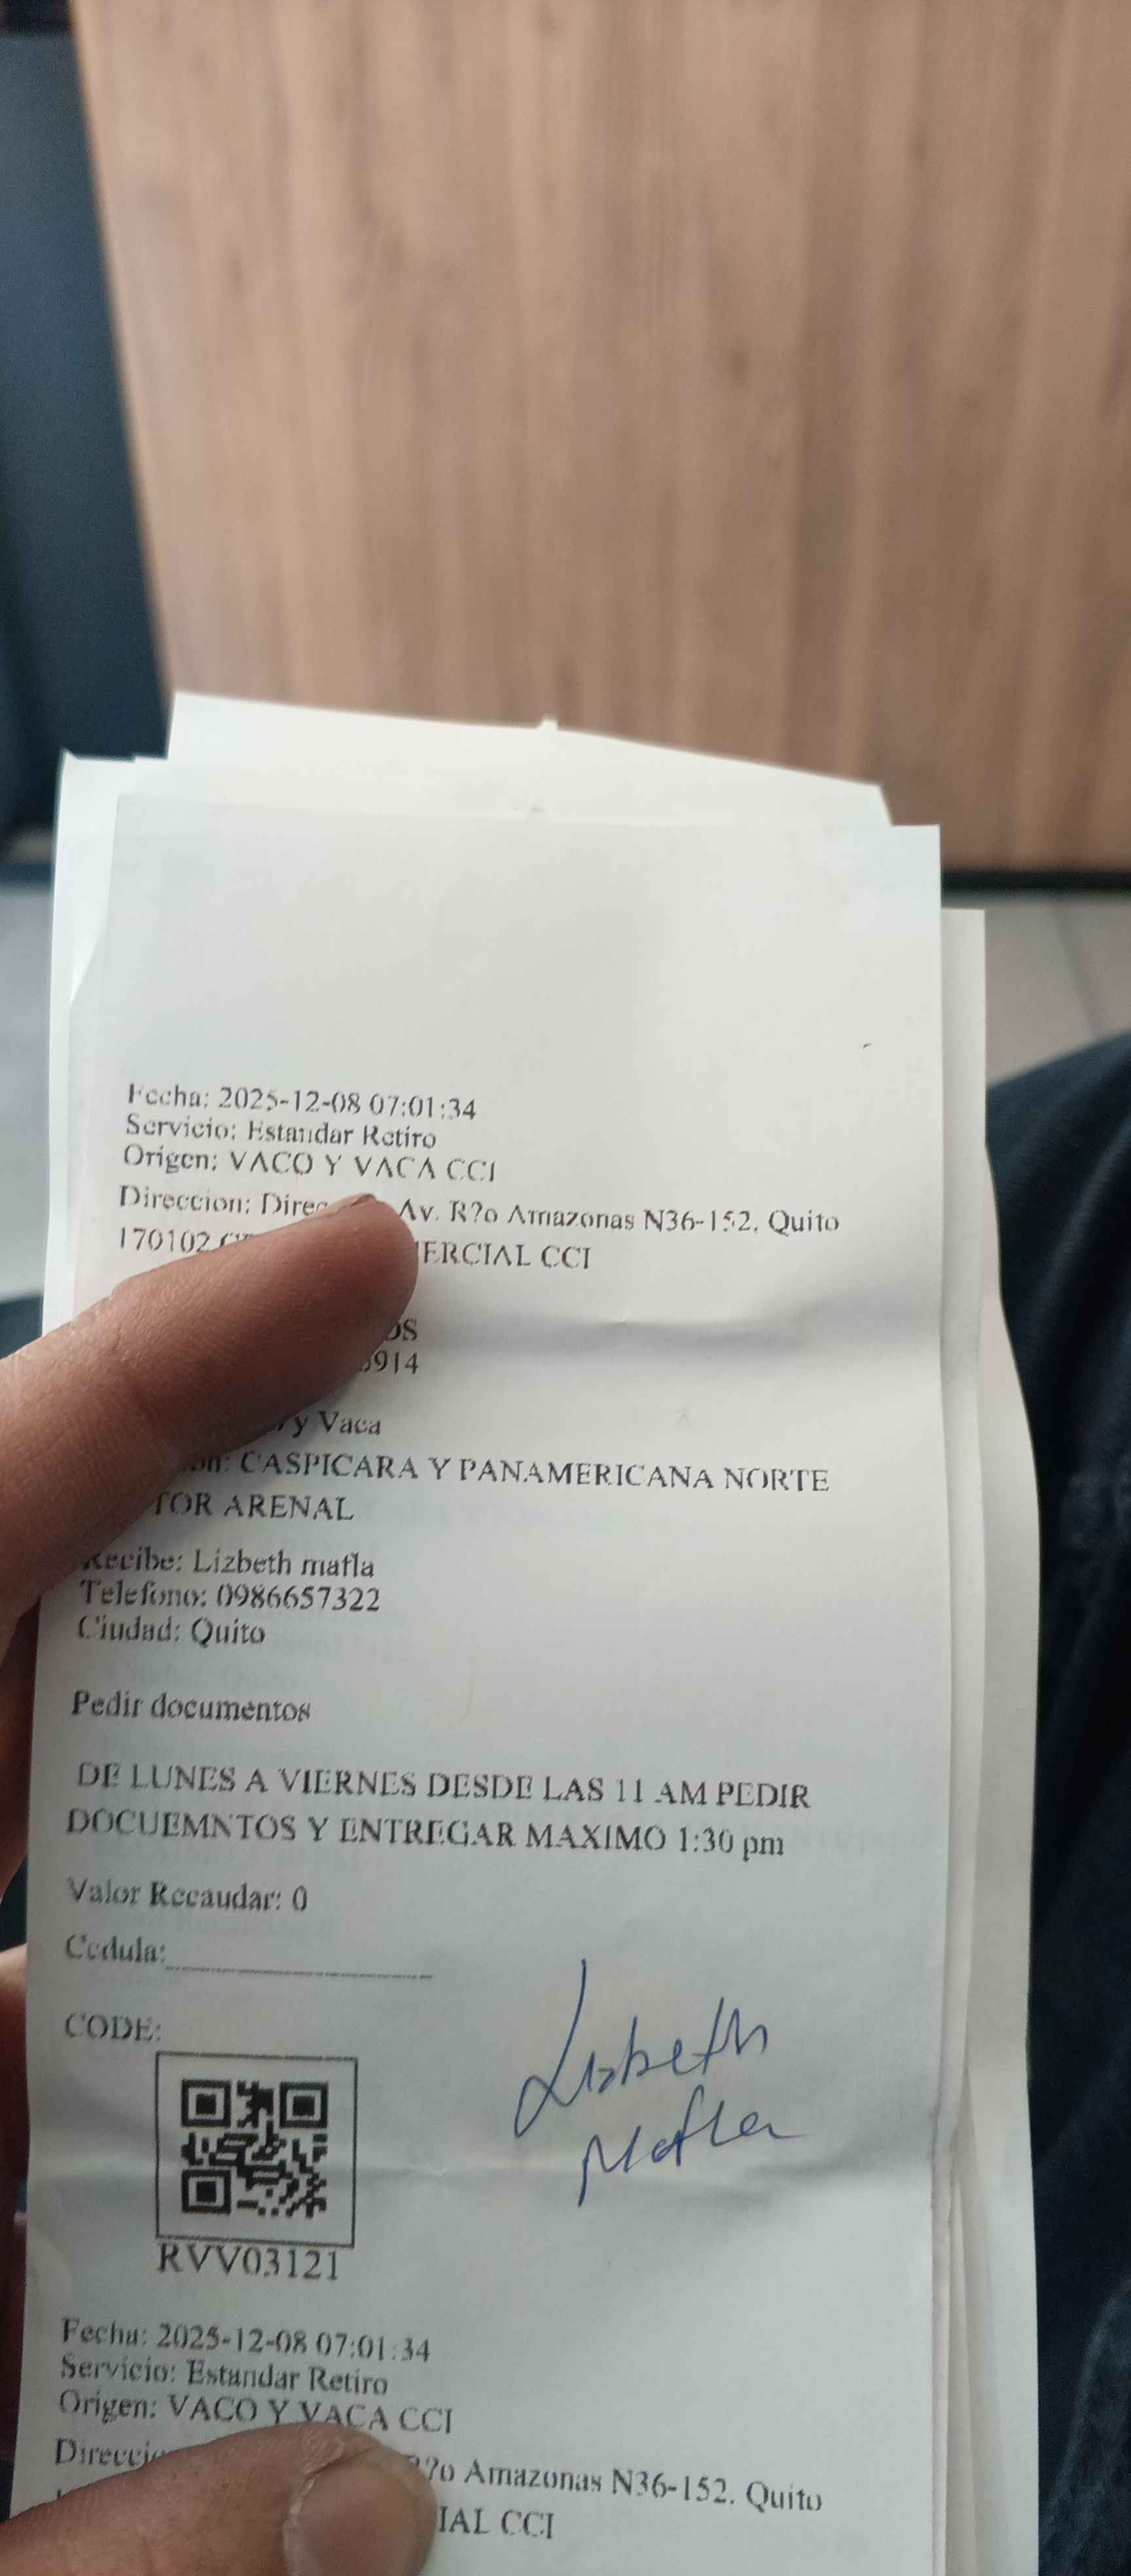 Fecha: 2025-12-08 07:01:34
Servicio: Estandar Retiro
Origen: VACO Y VACA CCI
Direccion: Av. R?o Amazonas N36-152. Quito
170102 CCI
914
y Vaca
CASPICARA Y PANAMERICANA NORTE
ARENAL
Recibe: Lizbeth mafla
Telefono: 0986657322
Ciudad: Quito
Pedir documentos
DE LUNES A VIERNES DESDE LAS 11 AM PEDIR
DOCUEMNTOS Y ENTREGAR MAXIMO 1:30 pm
Valor Recaudar: 0
Cedula:
CODE:
Lizbeth
Mafla
RVV03121
Fecha: 2025-12-08 07:01:34
Servicio: Estandar Retiro
Origen: VACO Y VACA CCI
R?o Amazonas N36-152. Quito
CCI